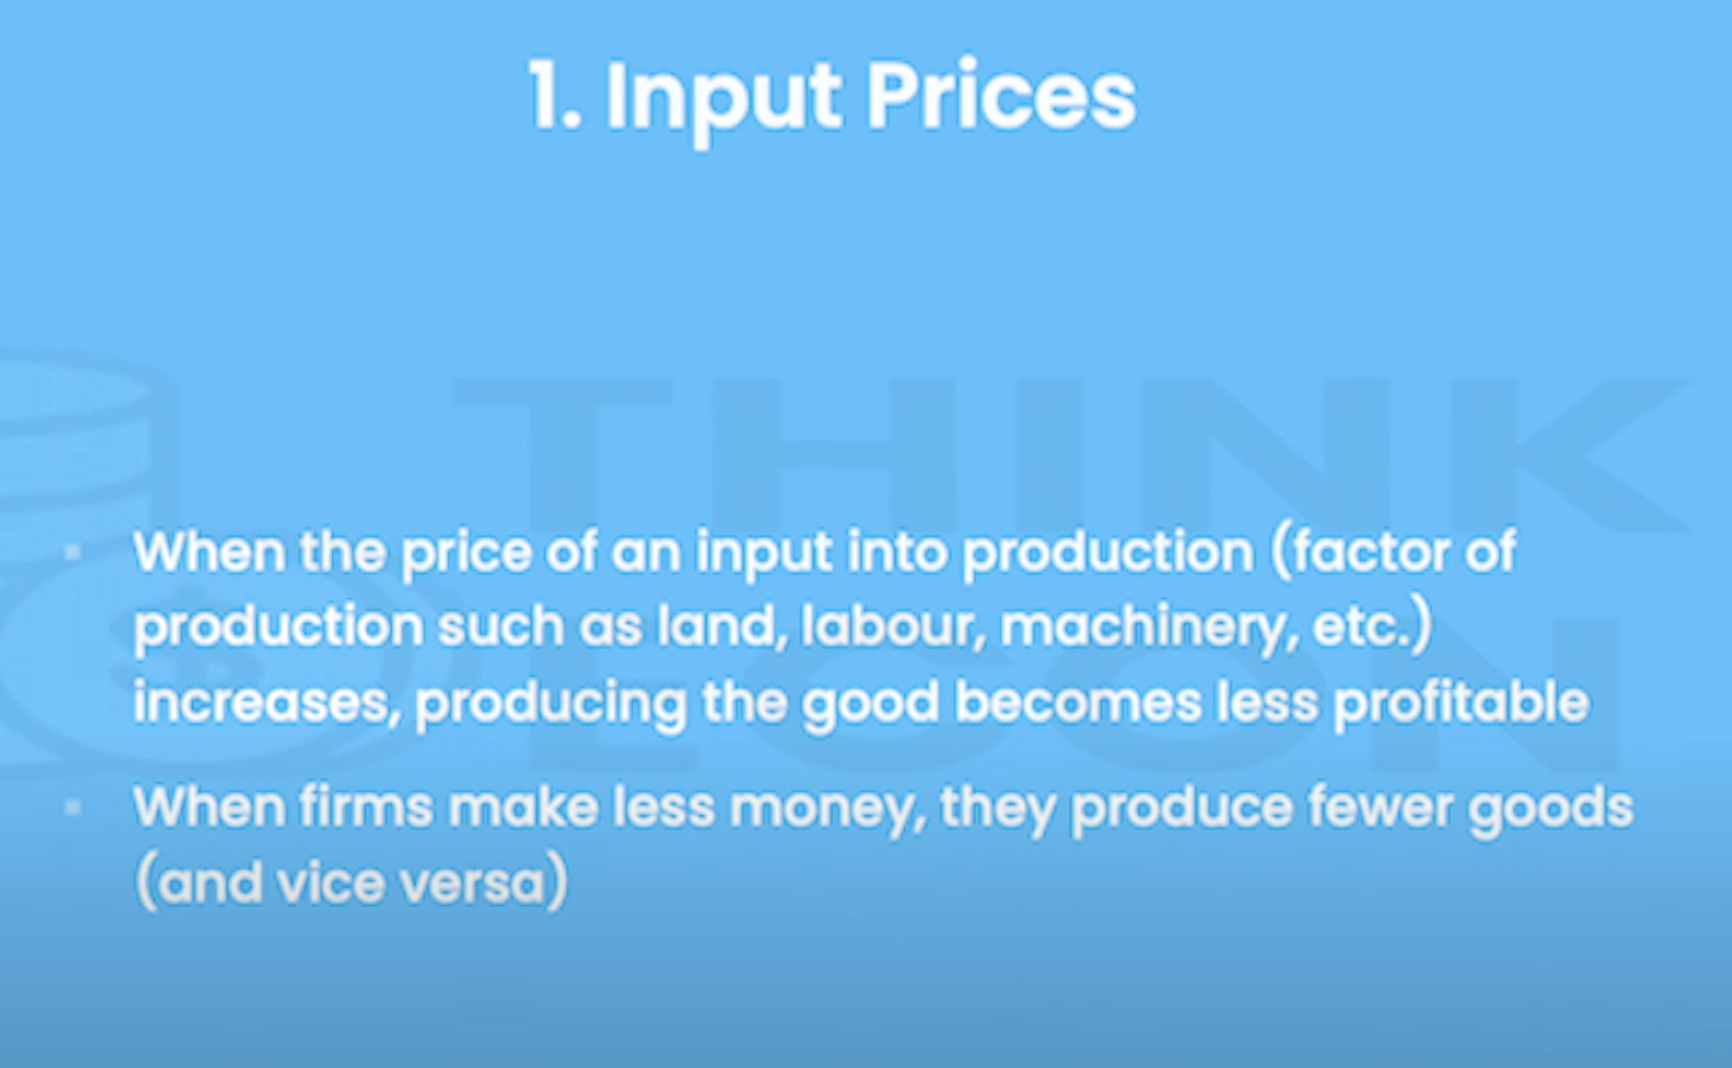 1. Input Prices
THINK
ECON
When the price of an input into production (factor of
production such as land, labour, machinery, etc.)
increases, producing the good becomes less profitable
When firms make less money, they produce fewer goods
(and vice versa)